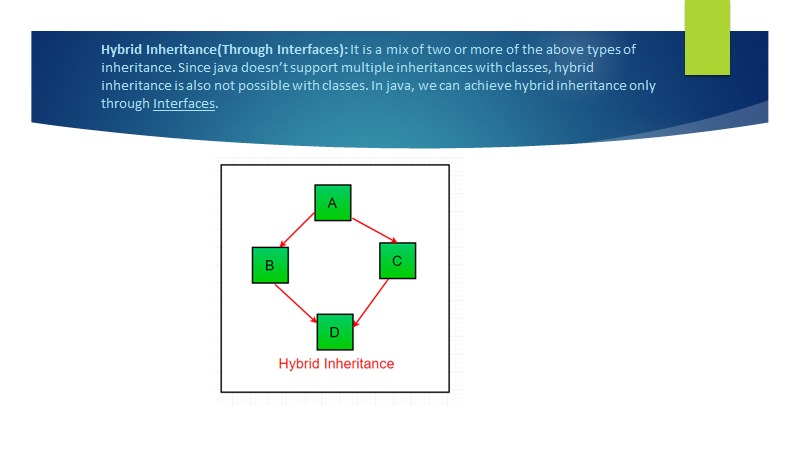 Hybrid Inheritance(Through Interfaces): It is a mix of two or more of the above types of
inheritance. Since java doesn’t support multiple inheritances with classes, hybrid
inheritance is also not possible with classes. In java, we can achieve hybrid inheritance only
through Interfaces.
A
B
C
D
Hybrid Inheritance